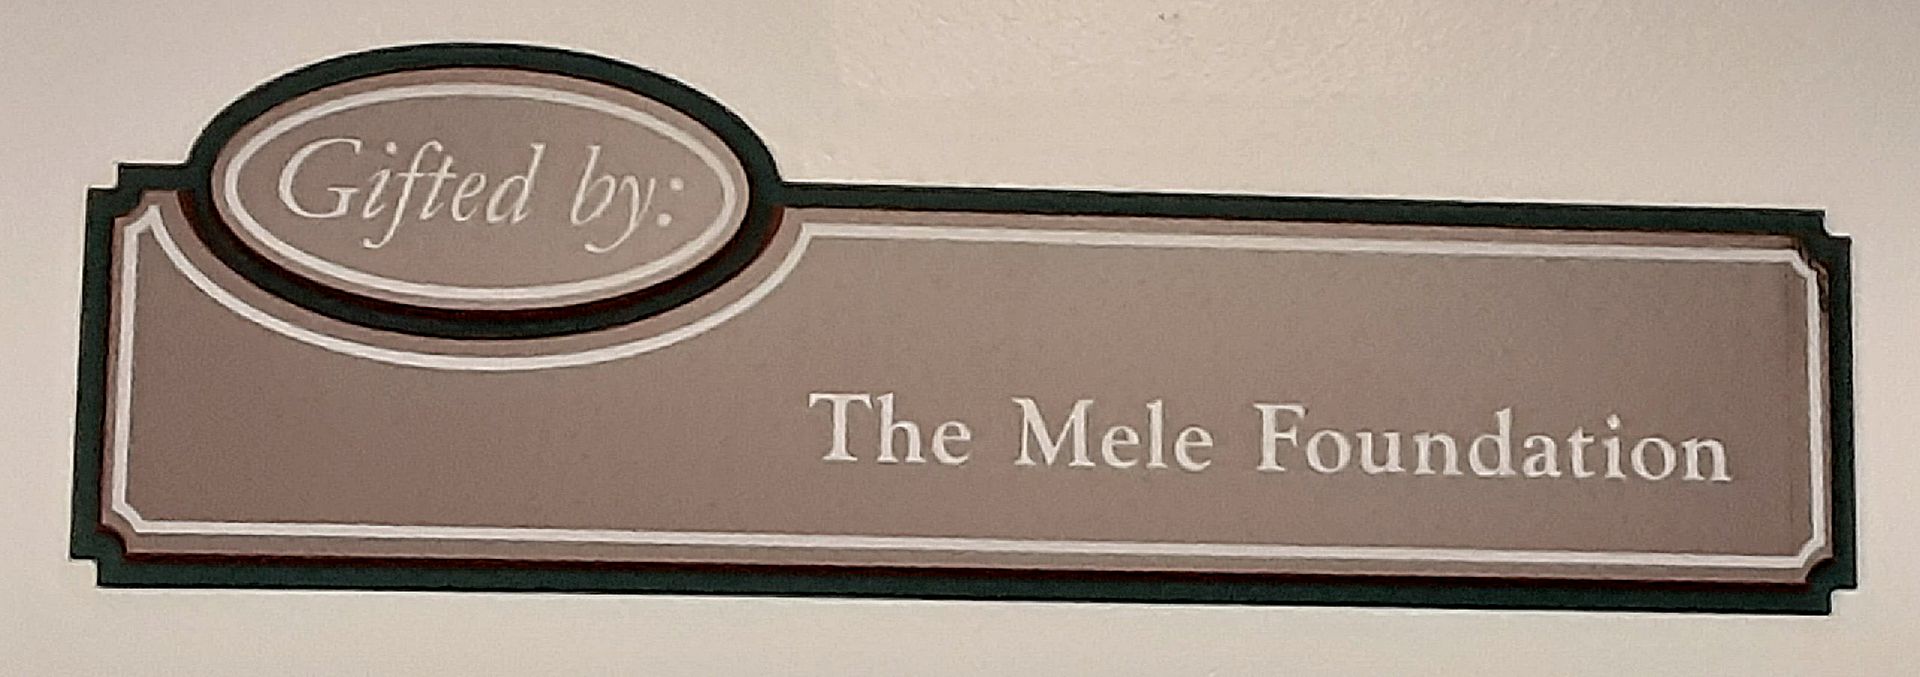 Gifted by:
The Mele Foundation